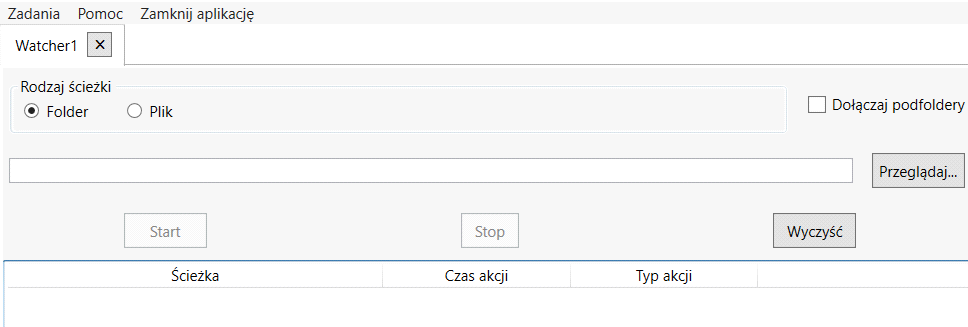 Zadania Pomoc Zamknij aplikację
Watcher1 X
Rodzaj ścieżki
Folder Plik Dołączaj podfoldery
Przeglądaj...
Start Stop Wyczyść
Ścieżka Czas akcji Typ akcji